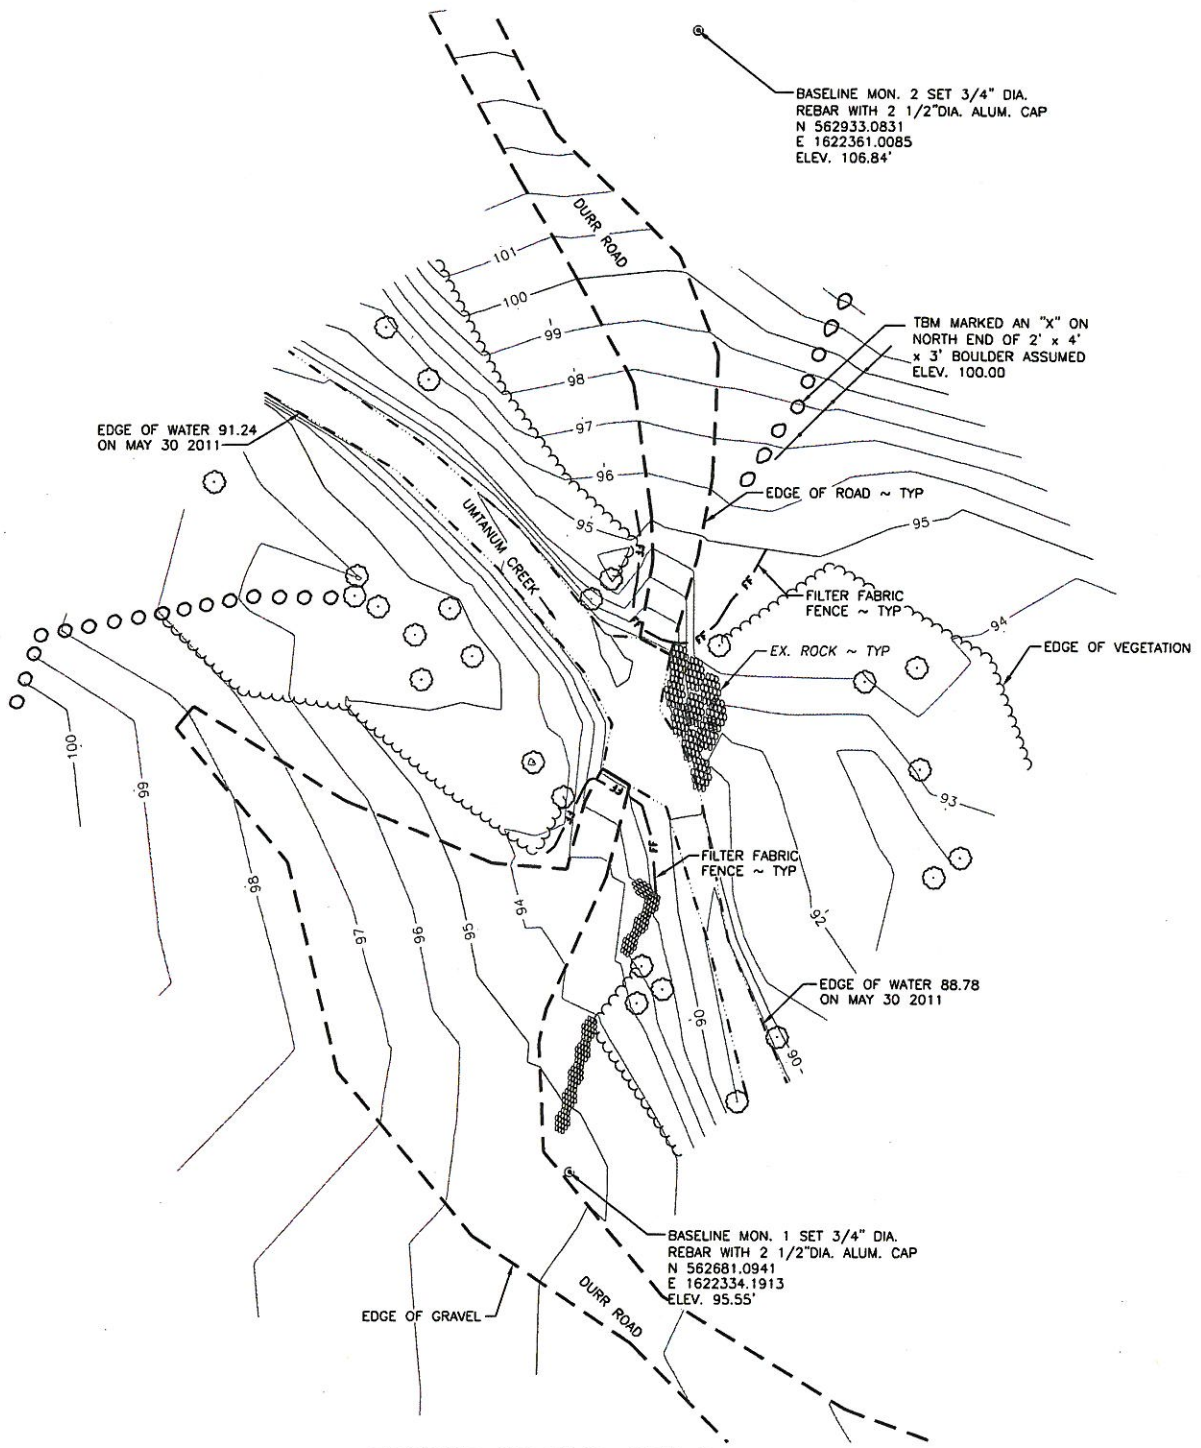 BASELINE MON. 2 SET 3/4" DIA.
REBAR WITH 2 1/2"DIA. ALUM. CAP
N 562933.0831
E 1622361.0085
ELEV. 106.84'
DURR ROAD
101
100
99
98
97
96
95
TBM MARKED AN "X" ON
NORTH END OF 2' x 4'
x 3' BOULDER ASSUMED
ELEV. 100.00
EDGE OF WATER 91.24
ON MAY 30 2011
UMTANUM CREEK
EDGE OF ROAD ~ TYP
95
FF
FF
FILTER FABRIC
FENCE ~ TYP
FF
FF
94
EX. ROCK ~ TYP
EDGE OF VEGETATION
100
99
98
97
96
95
94
FF
FF
FF
93
92
FILTER FABRIC
FENCE ~ TYP
EDGE OF WATER 88.78
ON MAY 30 2011
90
90
BASELINE MON. 1 SET 3/4" DIA.
REBAR WITH 2 1/2"DIA. ALUM. CAP
N 562681.0941
E 1622334.1913
ELEV. 95.55'
EDGE OF GRAVEL
DURR ROAD